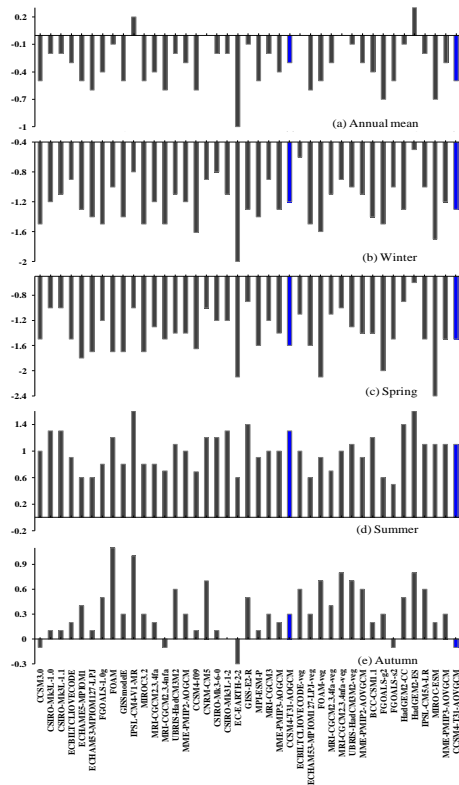 0.3
-0.1
-0.4
-0.7
-1
(a) Annual mean
-0.4
-0.8
-1.2
-1.6
-2
(b) Winter
-0.6
-1.2
-1.8
-2.4
(c) Spring
1.4
1
0.6
0.2
-0.2
(d) Summer
0.9
0.6
0.3
0
-0.3
(e) Autumn
CCSM3.0
CSIRO-Mk3L-1.0
CSIRO-Mk3L-1.1
ECBILTCLIOVECODE
ECHAM5-MPIOM1
ECHAM53-MPIOM127-LPJ
FGOALS-1.0g
FOAM
GISSmodelE
IPSL-CM4-V1-MR
MIROC3.2
MRI-CGCM2.3.4fa
MRI-CGCM2.3.4nfa
UBRIS-HadCM3M2
MME-PMIP2-AOGCM
CCSM4-f09
CNRM-CM5
CSIRO-Mk3-6-0
CSIRO-Mk3L-1-2
EC-EARTH-2-2
GISS-E2-R
MPI-ESM-P
MRI-CGCM3
MME-PMIP3-AOGCM
CCSM4-T31-AOGCM
ECBILTCLIOVECODE-veg
ECHAM53-MPIOM127-LPJ-veg
FOAM-veg
MRI-CGCM2.3.4fa-veg
MRI-CGCM2.3.4nfa-veg
UBRIS-HadCM3M2-veg
MME-PMIP2-AOVGCM
BCC-CSM1.1
FGOALS-g2
FGOALS-s2
HadGEM2-CC
HadGEM2-ES
IPSL-CM5A-LR
MIROC-ESM
MME-PMIP3-AOVGCM
CCSM4-T31-AOVGCM